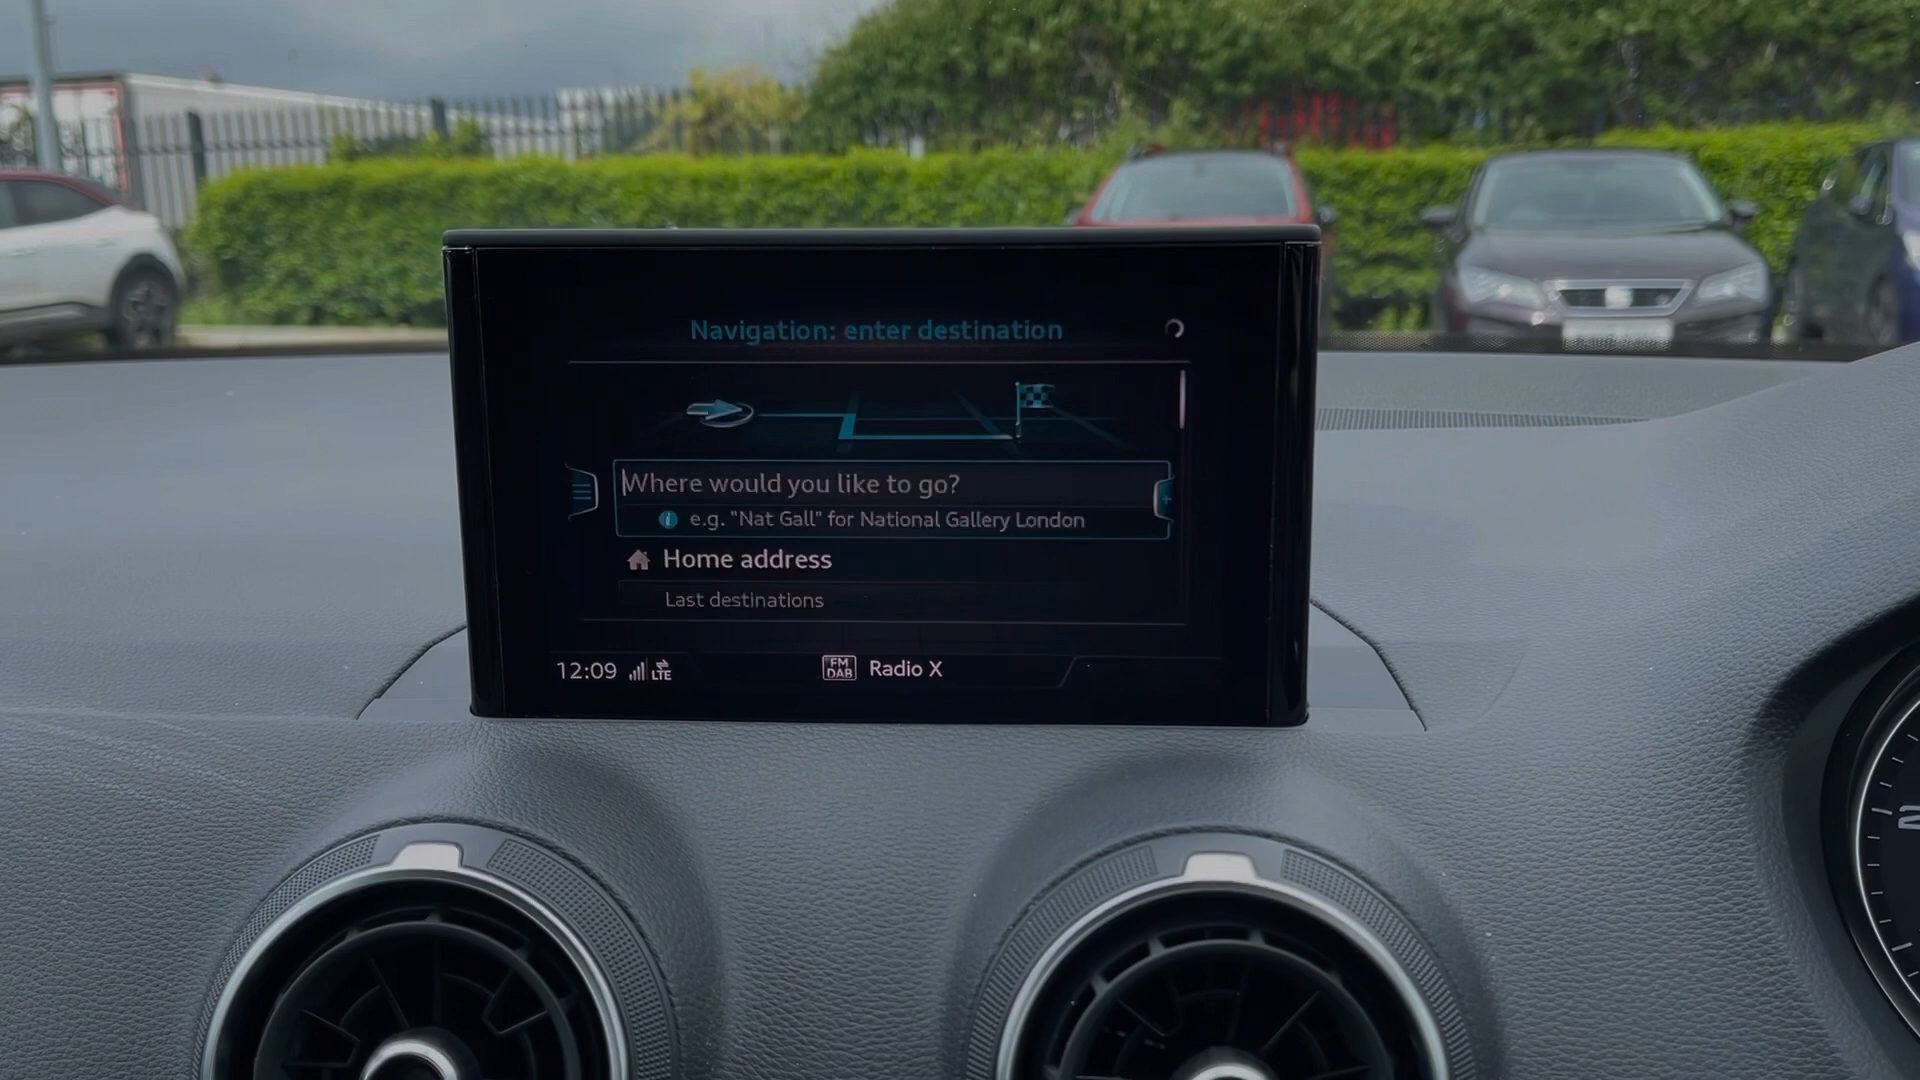 Navigation: enter destination
Where would you like to go?
e.g. "Nat Gall" for National Gallery London
Home address
Last destinations
12:09 LTE FM DAB Radio X
2